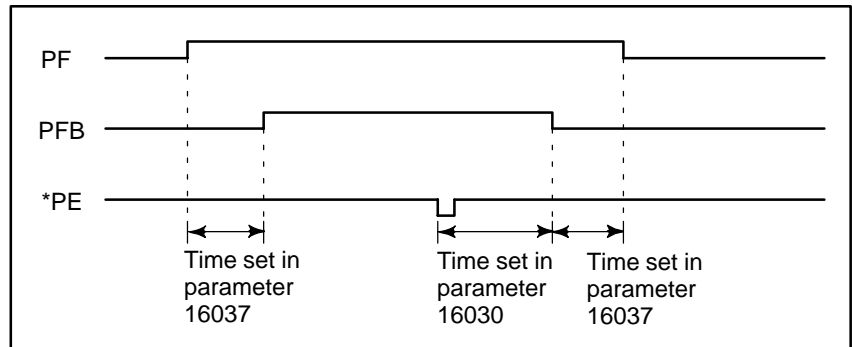 PF
PFB
*PE
Time set in
parameter
16037
Time set in
parameter
16030
Time set in
parameter
16037